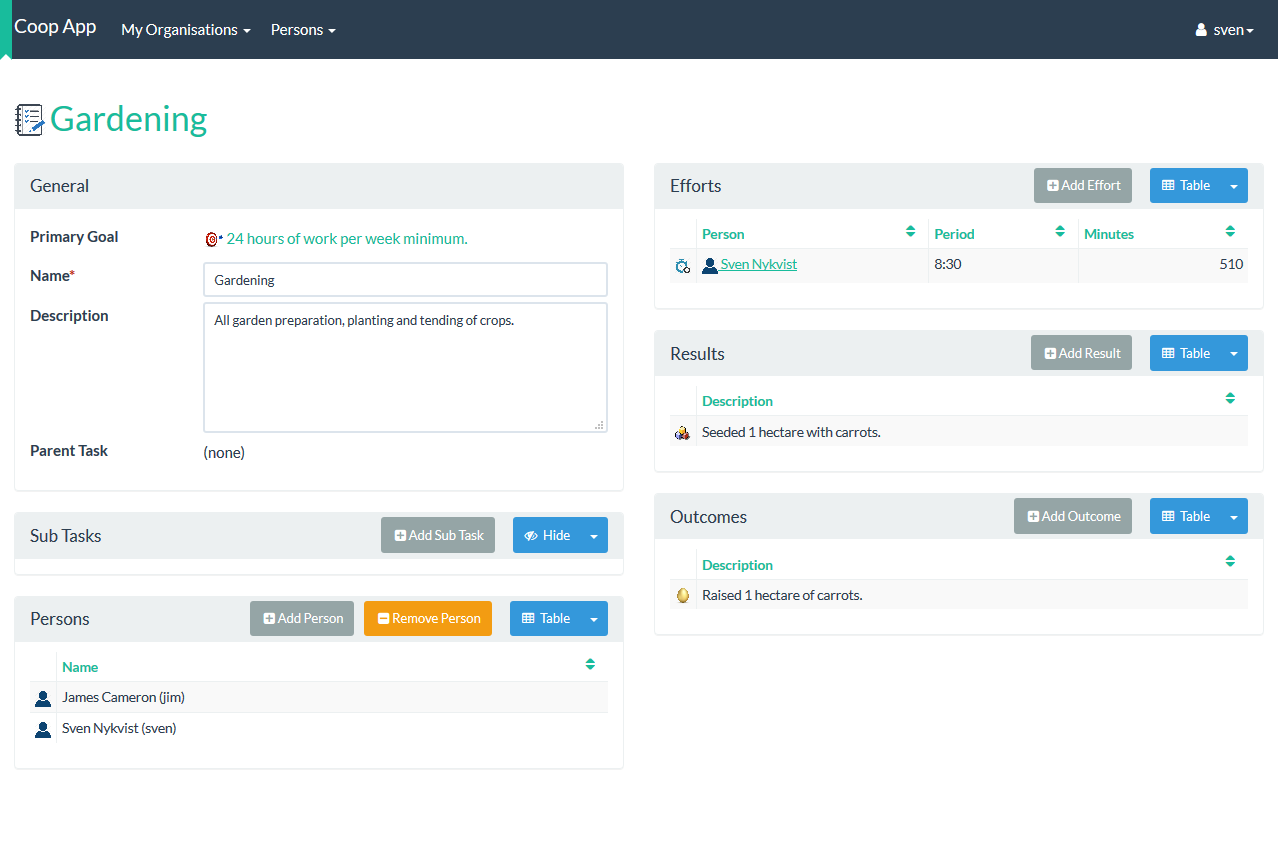 Coop App My Organisations Persons sven
Gardening
General
Primary Goal 24 hours of work per week minimum.
Name* Gardening
Description All garden preparation, planting and tending of crops.
Parent Task (none)
Sub Tasks Add Sub Task Hide
Persons Add Person Remove Person Table
Name
James Cameron (jim)
Sven Nykvist (sven)
Efforts Add Effort Table
Person Period Minutes
Sven Nykvist 8:30 510
Results Add Result Table
Description
Seeded 1 hectare with carrots.
Outcomes Add Outcome Table
Description
Raised 1 hectare of carrots.